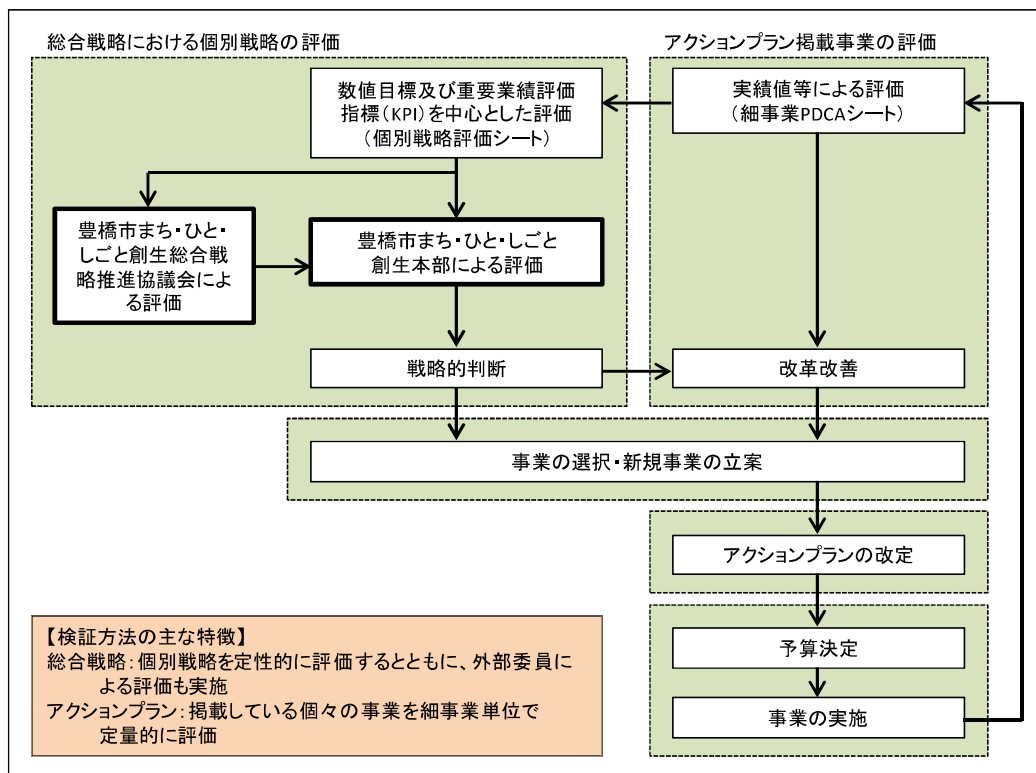 総合戦略における個別戦略の評価
アクションプラン掲載事業の評価
数値目標及び重要業績評価
指標（KPI）を中心とした評価
（個別戦略評価シート）
実績値等による評価
（細事業PDCAシート）
豊橋市まち・ひと・
しごと創生総合戦
略推進協議会によ
る評価
豊橋市まち・ひと・しごと
創生本部による評価
戦略的判断
改革改善
事業の選択・新規事業の立案
アクションプランの改定
予算決定
事業の実施
【検証方法の主な特徴】
総合戦略：個別戦略を定性的に評価するとともに、外部委員に
による評価も実施
アクションプラン：掲載している個々の事業を細事業単位で
定量的に評価